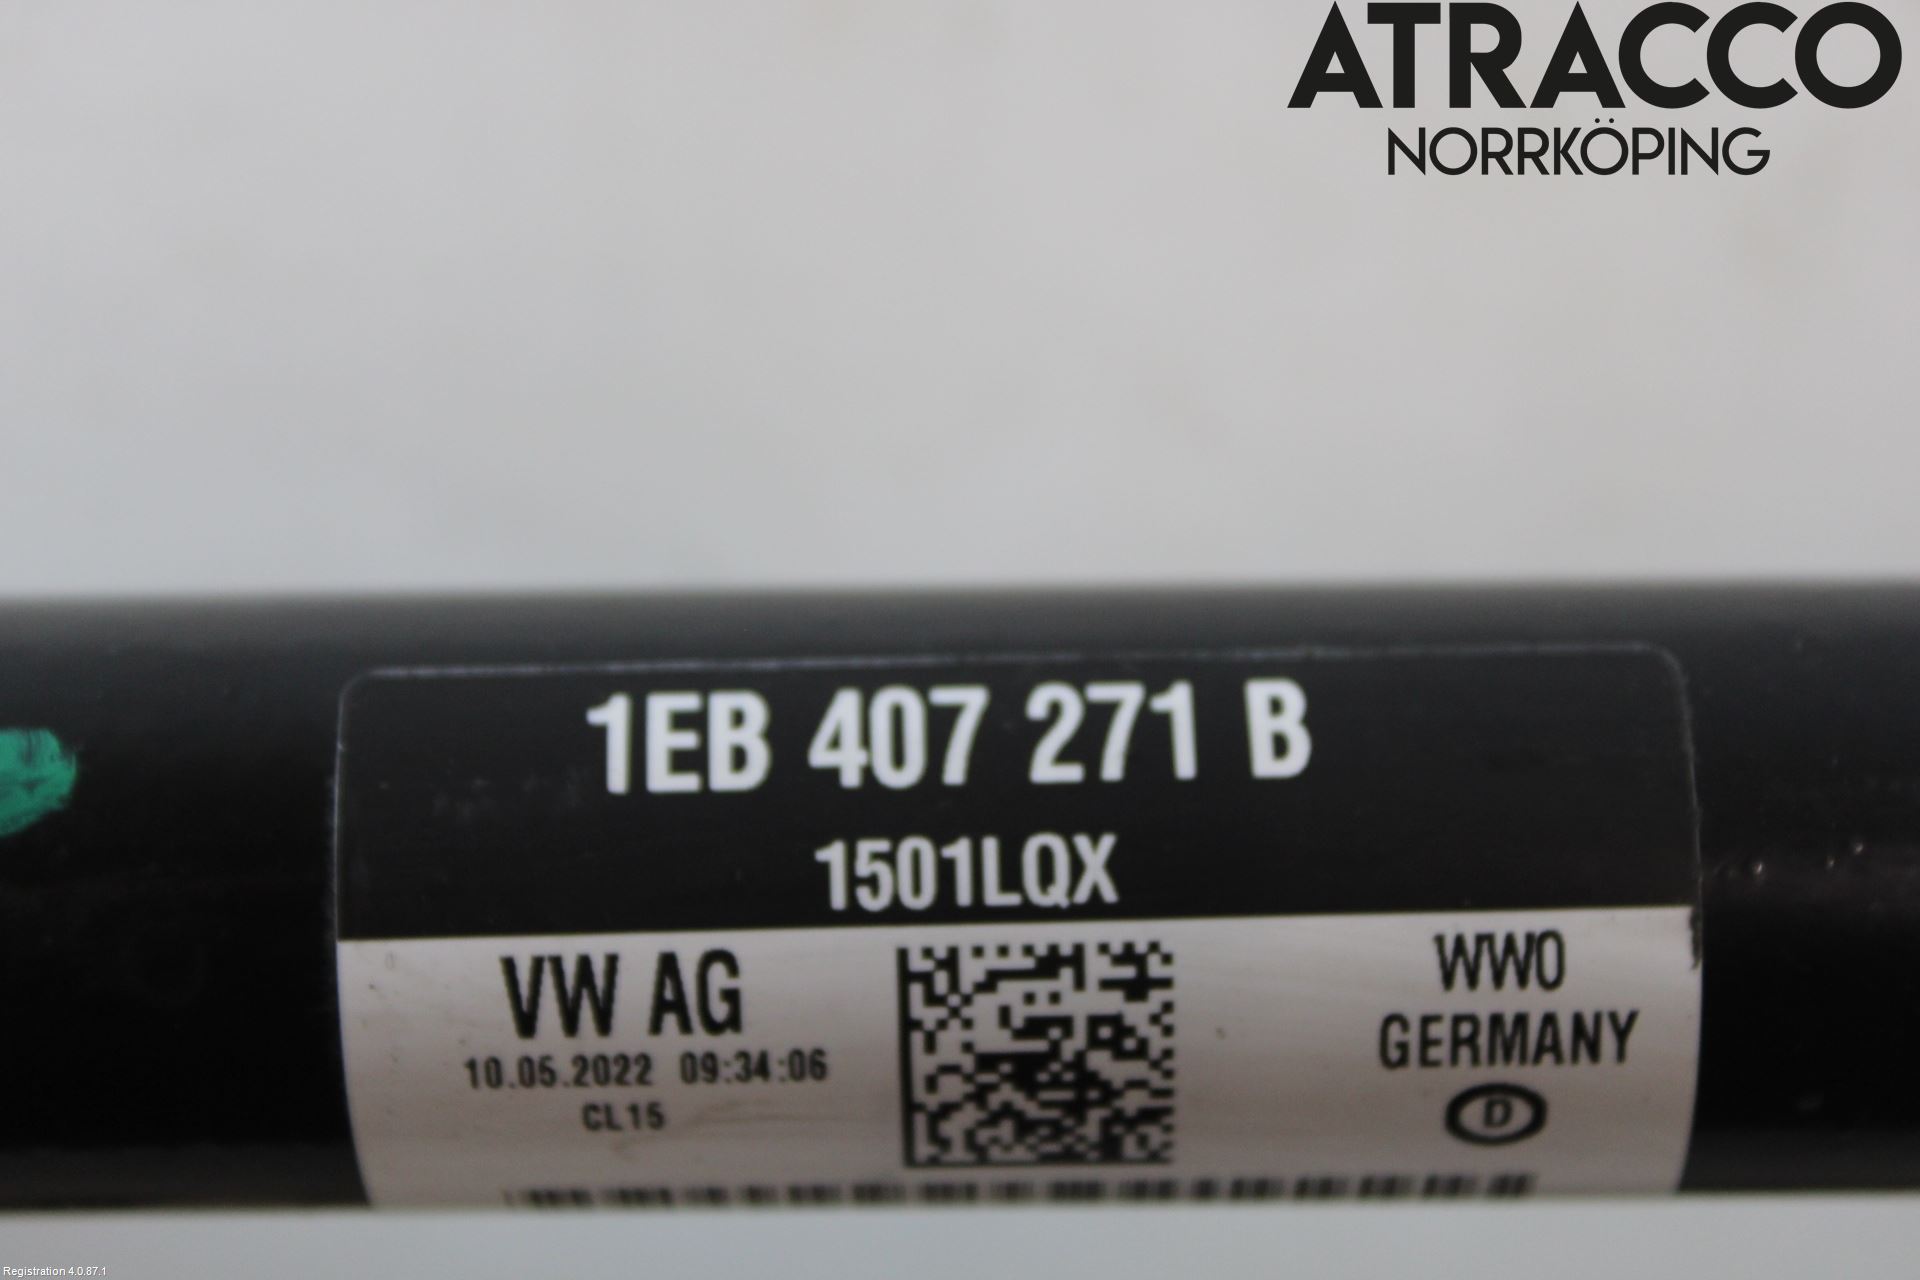 ATRACCO
NORRKÖPING
1EB 407 271 B
1501LQX
VW AG
10.05.2022 09:34:06
CL15
WWO
GERMANY
D
Registration 4.0.87.1